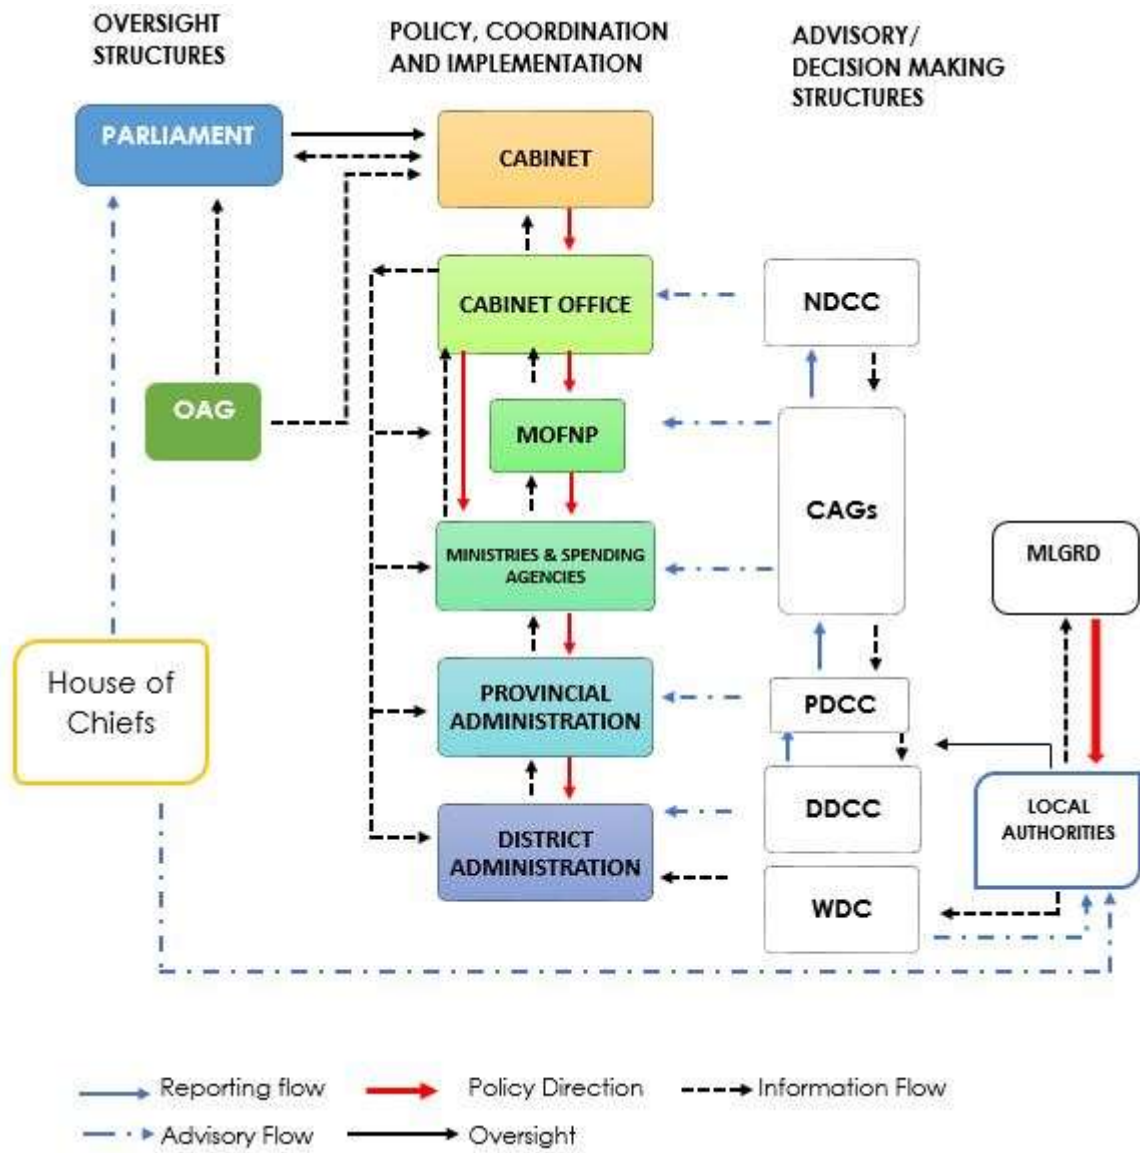 OVERSIGHT
STRUCTURES
POLICY, COORDINATION
AND IMPLEMENTATION
ADVISORY/
DECISION MAKING
STRUCTURES
PARLIAMENT
CABINET
CABINET OFFICE
NDCC
OAG
MOFNP
CAGs
MINISTRIES & SPENDING
AGENCIES
MLGRD
House of
Chiefs
PROVINCIAL
ADMINISTRATION
PDCC
DISTRICT
ADMINISTRATION
DDCC
LOCAL
AUTHORITIES
WDC
Reporting flow
Policy Direction
Information Flow
Advisory Flow
Oversight